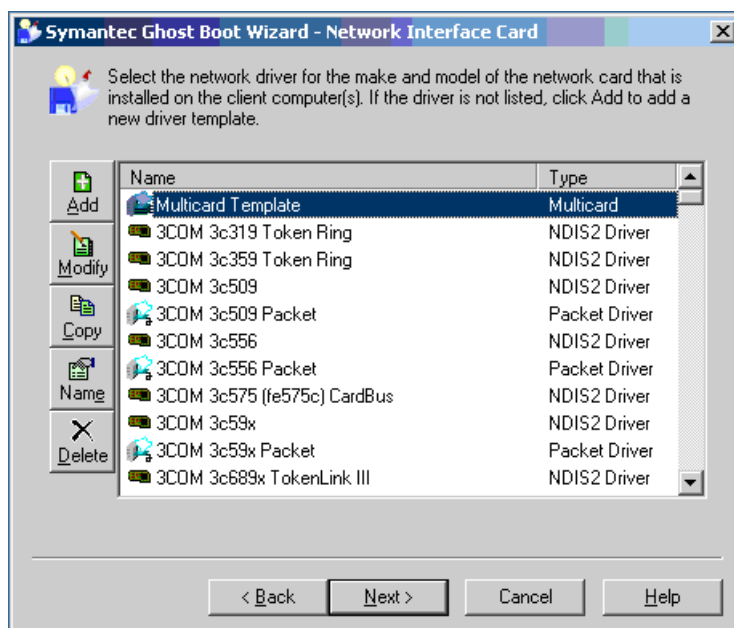 Symantec Ghost Boot Wizard - Network Interface Card
Select the network driver for the make and model of the network card that is
installed on the client computer(s). If the driver is not listed, click Add to add a
new driver template.
Add
Modify
Copy
Name
Delete
Name Type
Multicard Template Multicard
3COM 3c319 Token Ring NDIS2 Driver
3COM 3c359 Token Ring NDIS2 Driver
3COM 3c509 NDIS2 Driver
3COM 3c509 Packet Packet Driver
3COM 3c556 NDIS2 Driver
3COM 3c556 Packet Packet Driver
3COM 3c575 (fe575c) CardBus NDIS2 Driver
3COM 3c59x NDIS2 Driver
3COM 3c59x Packet Packet Driver
3COM 3c689x TokenLink III NDIS2 Driver
< Back Next > Cancel Help